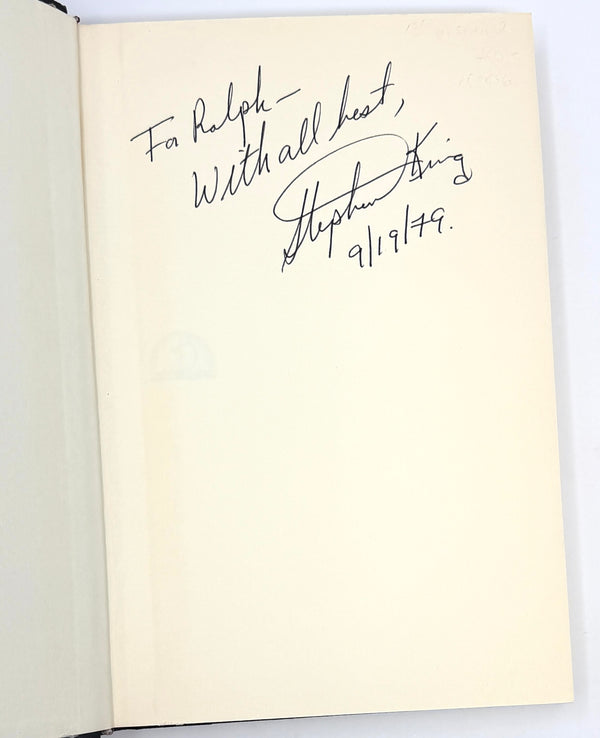 For Ralph—
With all best,
Stephen King
9/19/79.